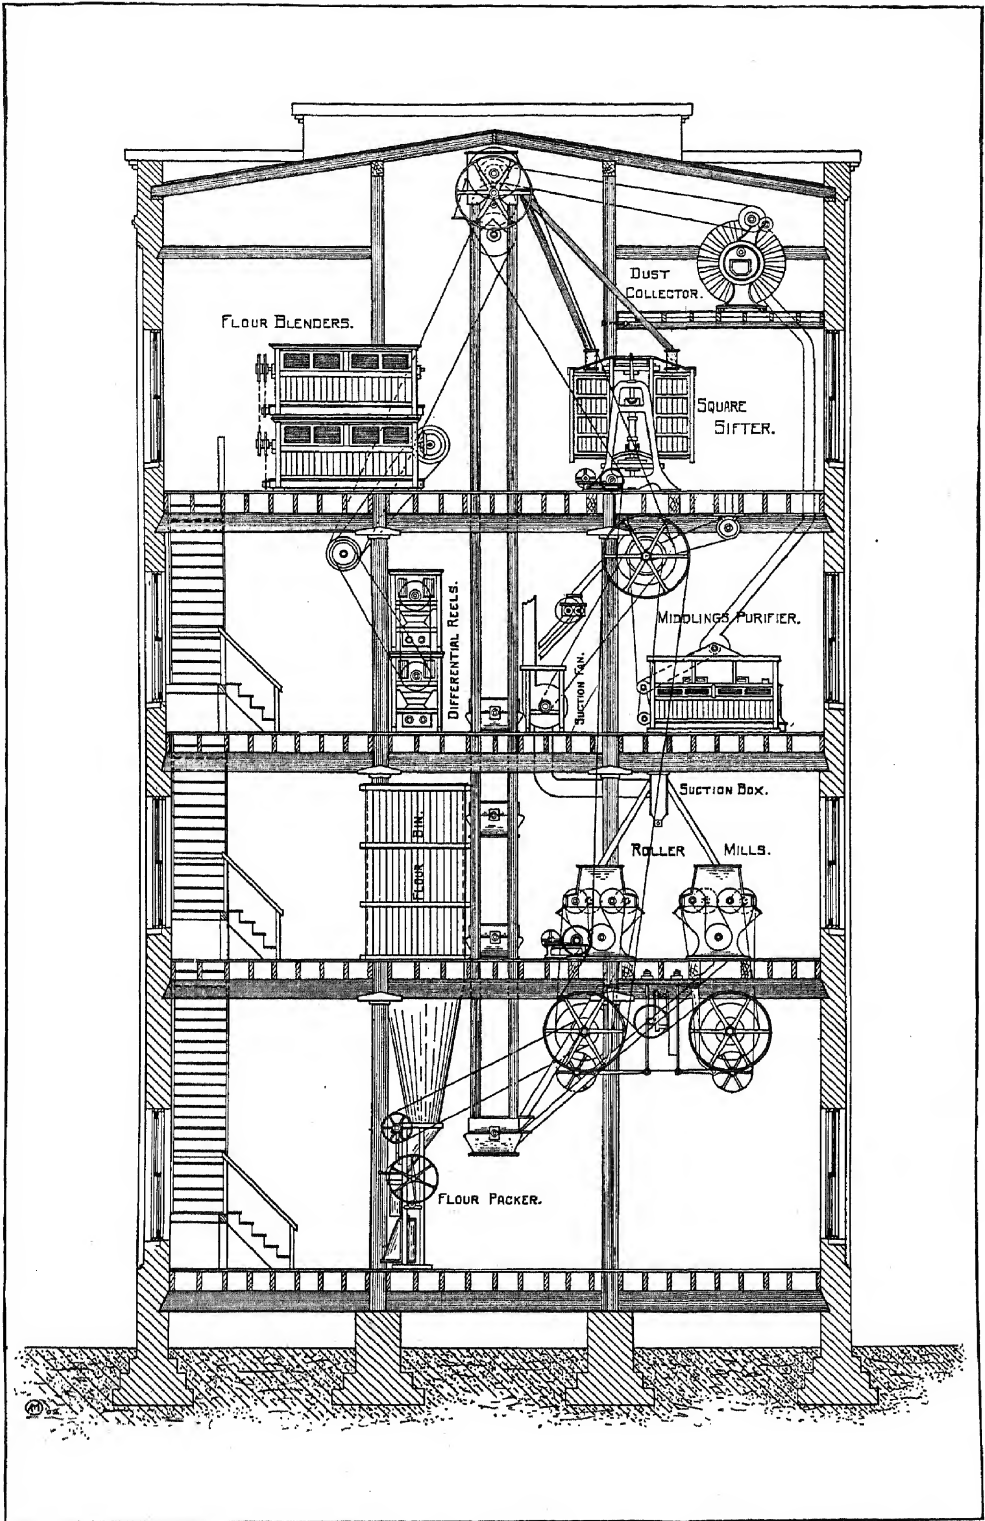 DUST
COLLECTOR.
FLOUR BLENDERS.
SQUARE
SIFTER.
DIFFERENTIAL REELS.
MIDDLINGS PURIFIER.
SUCTION FAN.
SUCTION BOX.
FLOUR BIN.
ROLLER MILLS.
FLOUR PACKER.